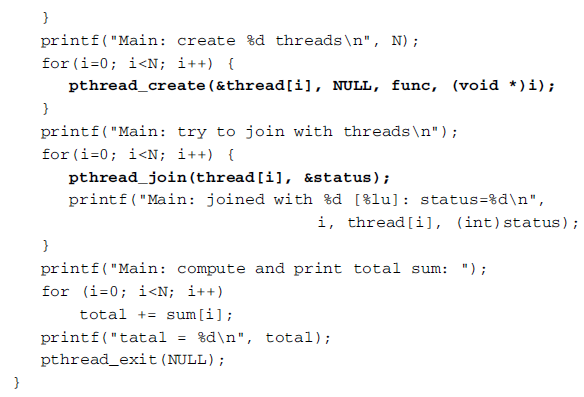 }
printf("Main: create %d threads\n", N);
for(i=0; i<N; i++) {
pthread_create(&thread[i], NULL, func, (void *)i);
}
printf("Main: try to join with threads\n");
for(i=0; i<N; i++) {
pthread_join(thread[i], &status);
printf("Main: joined with %d [%lu]: status=%d\n",
i, thread[i], (int)status);
}
printf("Main: compute and print total sum: ");
for (i=0; i<N; i++)
total += sum[i];
printf("tatal = %d\n", total);
pthread_exit(NULL);
}